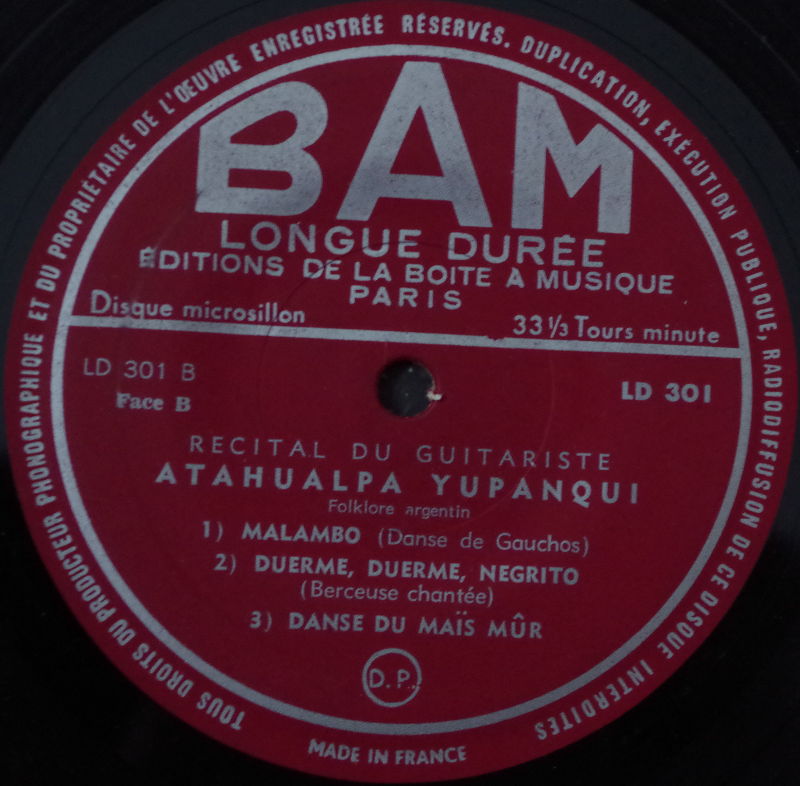 TOUS DROITS DU PRODUCTEUR PHONOGRAPHIQUE ET DU PROPRIÉTAIRE DE L'ŒUVRE ENREGISTRÉE RÉSERVÉS. DUPLICATION, EXÉCUTION PUBLIQUE, RADIODIFFUSION DE CE DISQUE INTERDITES
BAM
LONGUE DURÉE
ÉDITIONS DE LA BOITE A MUSIQUE
PARIS
Disque microsillon
33 1/3 Tours minute
LD 301 B
Face B
LD 301
RECITAL DU GUITARISTE
ATAHUALPA YUPANQUI
Folklore argentin
1) MALAMBO (Danse de Gauchos)
2) DUERME, DUERME, NEGRITO
(Berceuse chantée)
3) DANSE DU MAÏS MÛR
D.P.
MADE IN FRANCE